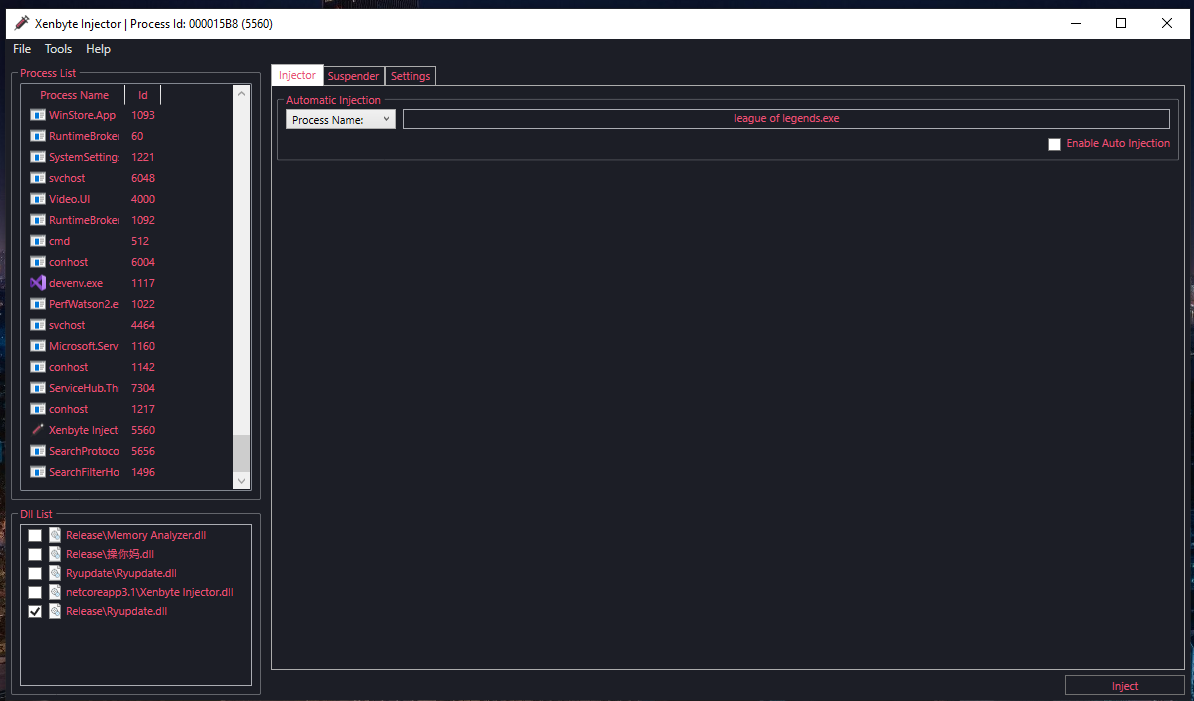 Xenbyte Injector | Process Id: 000015B8 (5560)
File Tools Help
Process List
Process Name Id
WinStore.App 1093
RuntimeBroke 60
SystemSetting 1221
svchost 6048
Video.UI 4000
RuntimeBroke 1092
cmd 512
conhost 6004
devenv.exe 1117
PerfWatson2.e 1022
svchost 4464
Microsoft.Serv 1160
conhost 1142
ServiceHub.Th 7304
conhost 1217
Xenbyte Inject 5560
SearchProtoco 5656
SearchFilterHo 1496
Dll List
Release\Memory Analyzer.dll
Release\操你妈.dll
Ryupdate\Ryupdate.dll
netcoreapp3.1\Xenbyte Injector.dll
Release\Ryupdate.dll
Injector Suspender Settings
Automatic Injection
Process Name: league of legends.exe
Enable Auto Injection
Inject